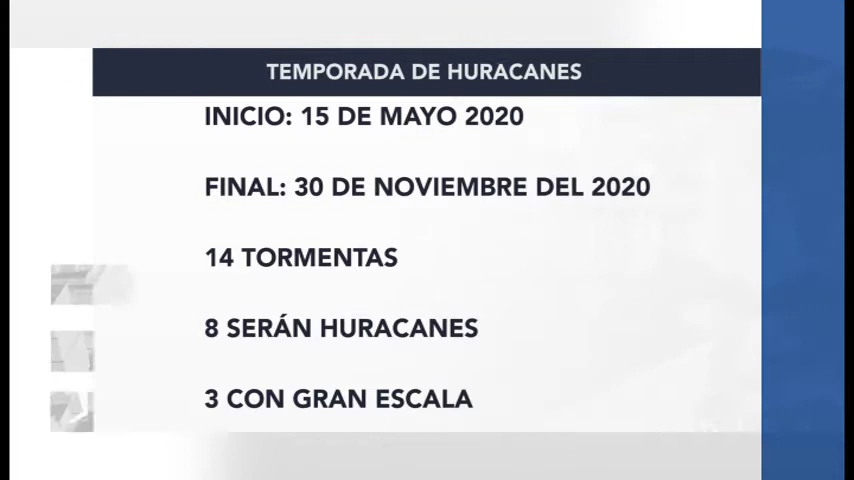 TEMPORADA DE HURACANES
INICIO: 15 DE MAYO 2020
FINAL: 30 DE NOVIEMBRE DEL 2020
14 TORMENTAS
8 SERÁN HURACANES
3 CON GRAN ESCALA